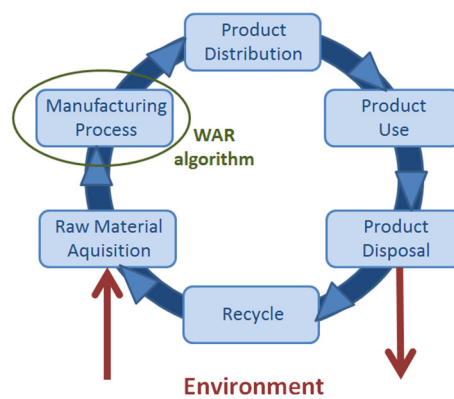 Product
Distribution
Manufacturing
Process
WAR
algorithm
Product
Use
Raw Material
Aquisition
Product
Disposal
Recycle
Environment